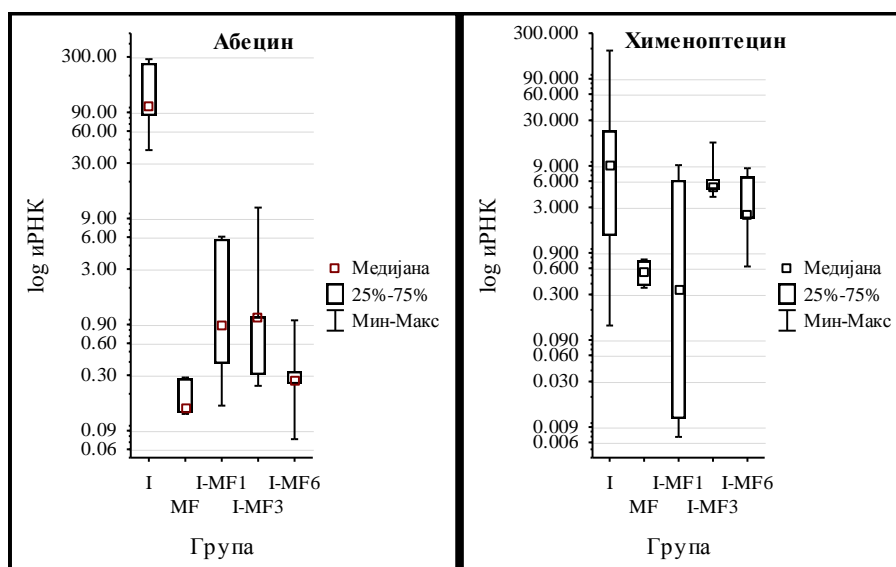 Абецин
log иРНК
300.00
90.00
60.00
30.00
9.00
6.00
3.00
0.90
0.60
0.30
0.09
0.06
Медијана
25%-75%
Мин-Макс
I I-MF1 I-MF6
MF I-MF3
Група
Хименоптецин
log иРНК
300.000
90.000
60.000
30.000
9.000
6.000
3.000
0.900
0.600
0.300
0.090
0.060
0.030
0.009
0.006
Медијана
25%-75%
Мин-Макс
I I-MF1 I-MF6
MF I-MF3
Група